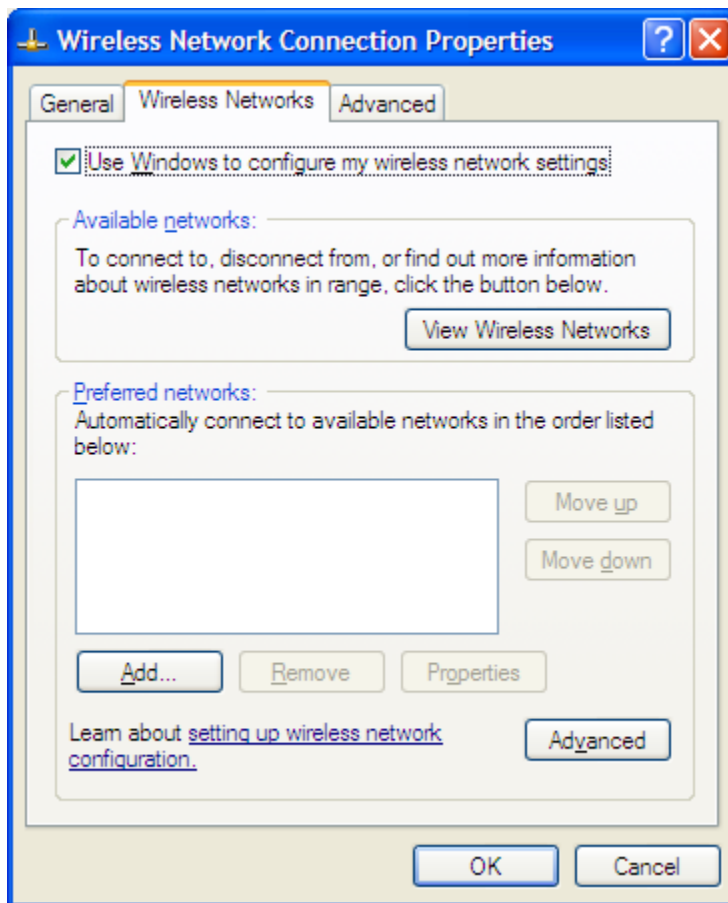 Wireless Network Connection Properties
General Wireless Networks Advanced
Use Windows to configure my wireless network settings
Available networks:
To connect to, disconnect from, or find out more information
about wireless networks in range, click the button below.
View Wireless Networks
Preferred networks:
Automatically connect to available networks in the order listed
below:
Move up
Move down
Add... Remove Properties
Learn about setting up wireless network
configuration.
Advanced
OK Cancel